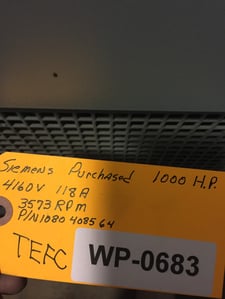 Siemens Purchased 1000 H.P.
4160V 118A
3573 RPm
P/N 1080 408564
TEFC
WP-0683